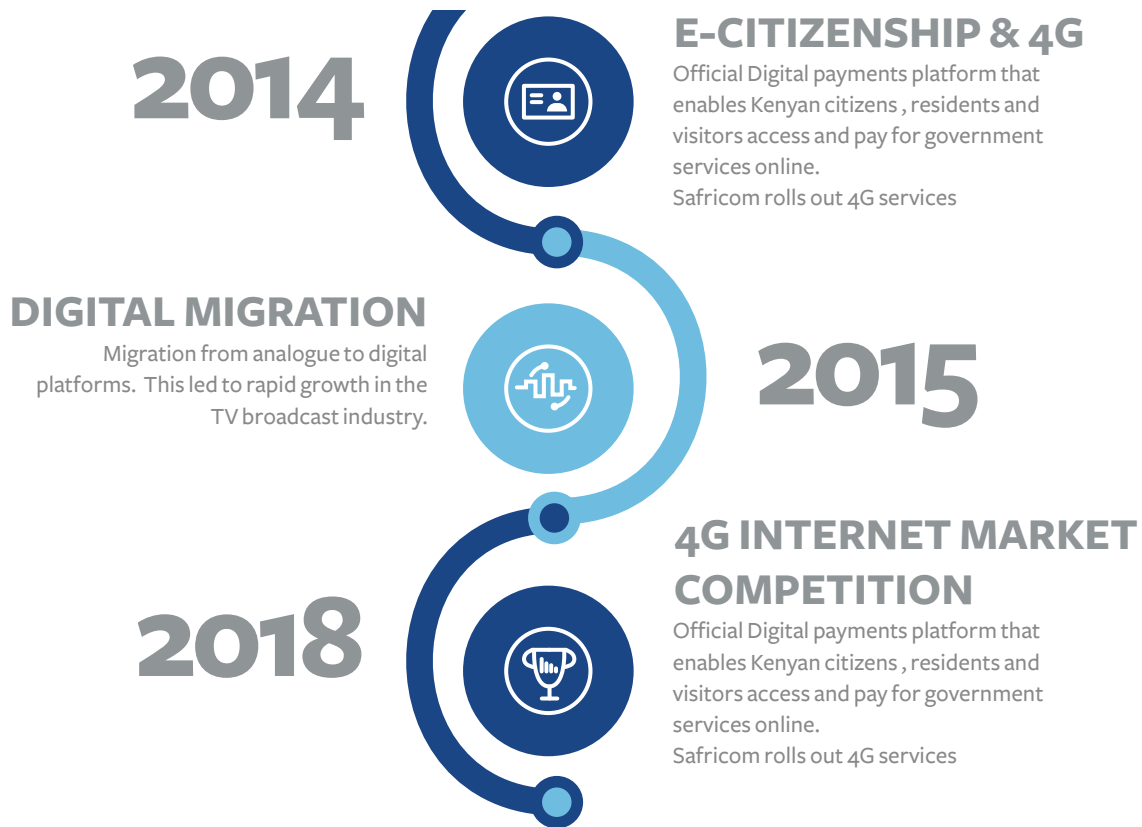 2014
E-CITIZENSHIP & 4G
Official Digital payments platform that
enables Kenyan citizens , residents and
visitors access and pay for government
services online.
Safricom rolls out 4G services
DIGITAL MIGRATION
Migration from analogue to digital
platforms. This led to rapid growth in the
TV broadcast industry.
2015
2018
4G INTERNET MARKET
COMPETITION
Official Digital payments platform that
enables Kenyan citizens , residents and
visitors access and pay for government
services online.
Safricom rolls out 4G services